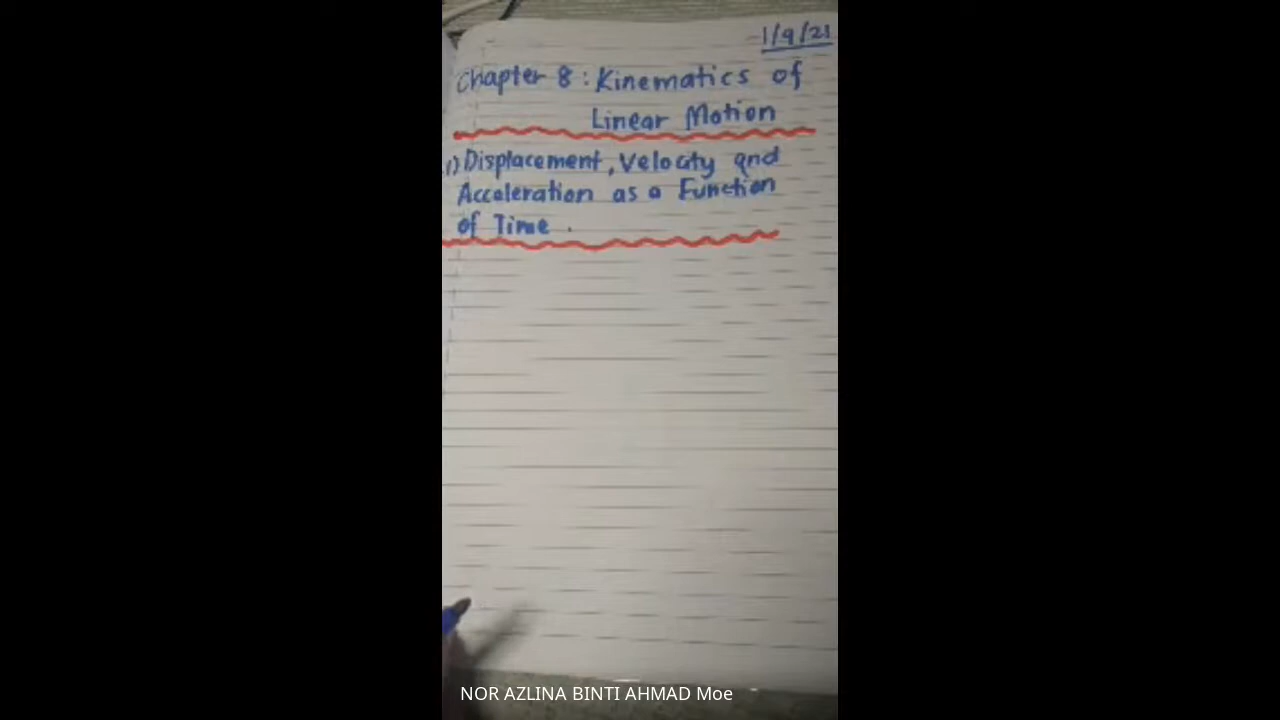 1/9/21
Chapter 8 : Kinematics of
Linear Motion
1) Displacement, Velocity and
Acceleration as a Function
of Time .
NOR AZLINA BINTI AHMAD Moe